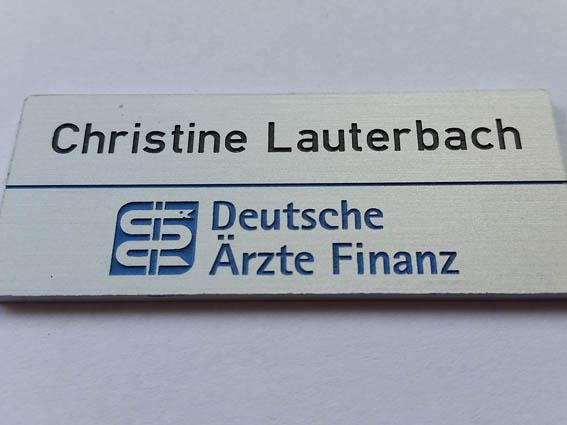 Christine Lauterbach
Deutsche
Ärzte Finanz